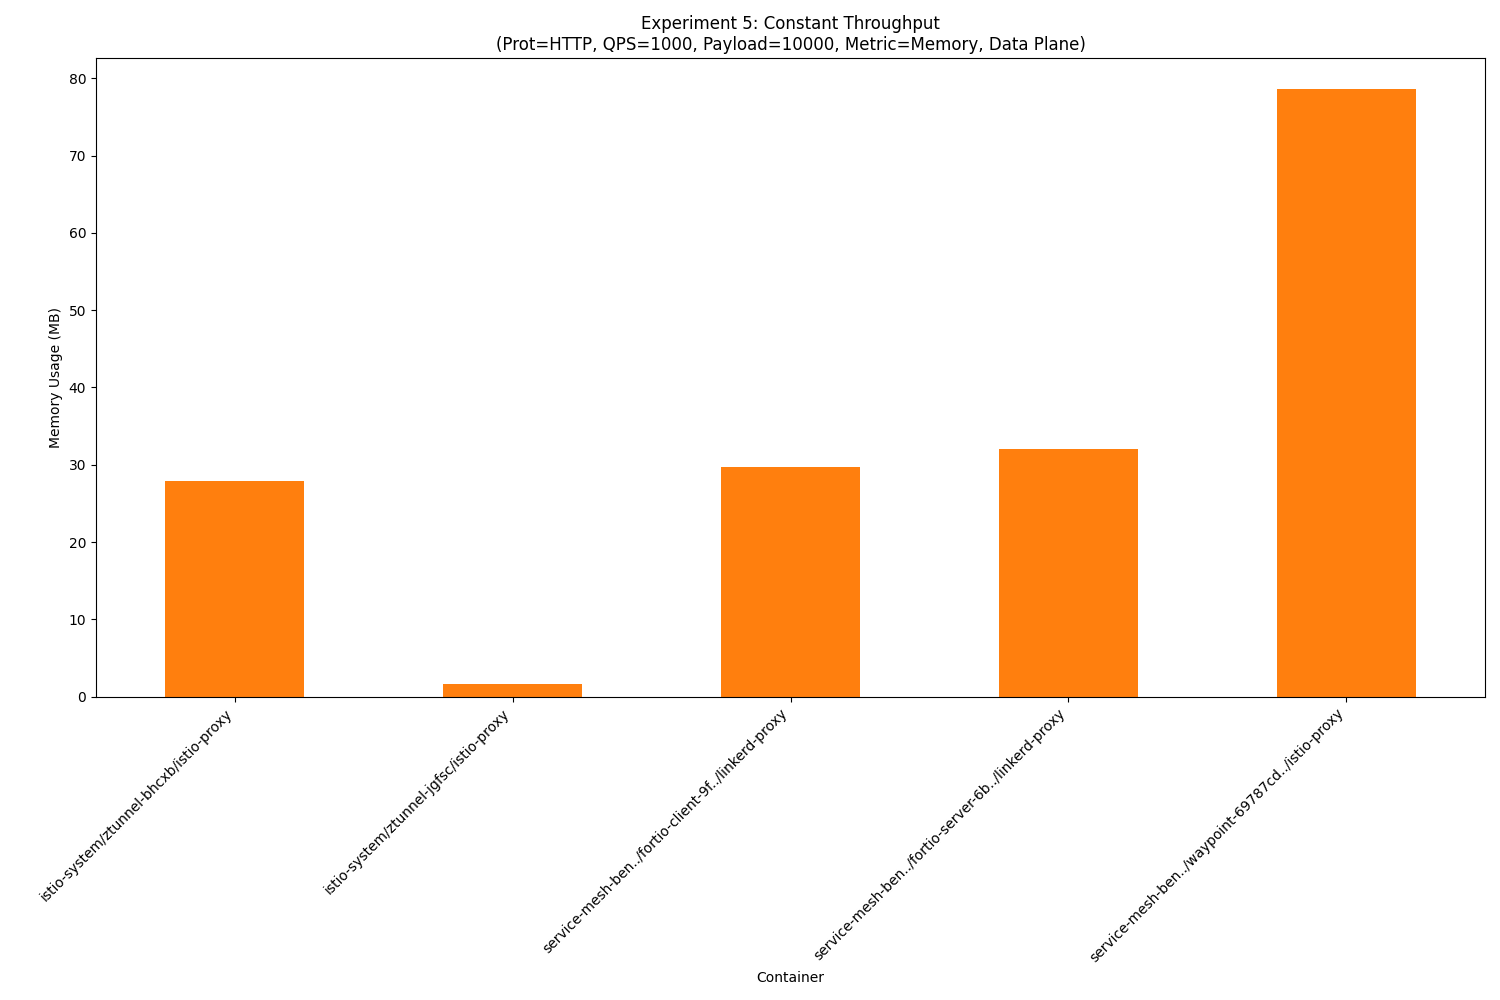 Experiment 5: Constant Throughput
(Prot=HTTP, QPS=1000, Payload=10000, Metric=Memory, Data Plane)
Memory Usage (MB)
80
70
60
50
40
30
20
10
0
istio-system/ztunnel-bhcxb/istio-proxy
istio-system/ztunnel-jgfsc/istio-proxy
service-mesh-ben../fortio-client-9f../linkerd-proxy
service-mesh-ben../fortio-server-6b../linkerd-proxy
service-mesh-ben../waypoint-69787cd../istio-proxy
Container